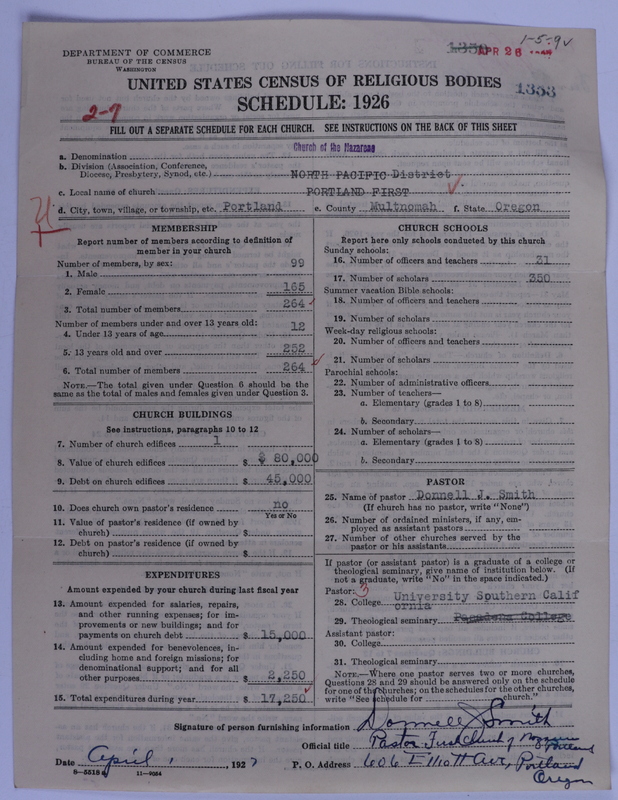 1-5-9v
1350 APR 26
DEPARTMENT OF COMMERCE
BUREAU OF THE CENSUS
WASHINGTON
UNITED STATES CENSUS OF RELIGIOUS BODIES
1353
SCHEDULE: 1926
2-9
FILL OUT A SEPARATE SCHEDULE FOR EACH CHURCH. SEE INSTRUCTIONS ON THE BACK OF THIS SHEET
a. Denomination Church of the Nazarene
b. Division (Association, Conference, Diocese, Presbytery, Synod, etc.) NORTH PACIFIC District
c. Local name of church PORTLAND FIRST
d. City, town, village, or township, etc. Portland e. County Multnomah f. State Oregon
MEMBERSHIP
Report number of members according to definition of
member in your church
Number of members, by sex:
1. Male 99
2. Female 165
3. Total number of members 264
Number of members under and over 13 years old:
4. Under 13 years of age 12
5. 13 years old and over 252
6. Total number of members 264
NOTE.—The total given under Question 6 should be the
same as the total of males and females given under Question 3.
CHURCH BUILDINGS
See instructions, paragraphs 10 to 12
7. Number of church edifices 1
8. Value of church edifices $ $ 80,000
9. Debt on church edifices $ 45,000
10. Does church own pastor's residence no
Yes or No
11. Value of pastor's residence (if owned by
church) $
12. Debt on pastor's residence (if owned by
church) $
EXPENDITURES
Amount expended by your church during last fiscal year
13. Amount expended for salaries, repairs,
and other running expenses; for im-
provements or new buildings; and for
payments on church debt $ 15,000
14. Amount expended for benevolences, in-
cluding home and foreign missions; for
denominational support; and for all
other purposes $ 2,250
15. Total expenditures during year $ 17,250
CHURCH SCHOOLS
Report here only schools conducted by this church
Sunday schools:
16. Number of officers and teachers 31
17. Number of scholars 350
Summer vacation Bible schools:
18. Number of officers and teachers
19. Number of scholars
Week-day religious schools:
20. Number of officers and teachers
21. Number of scholars
Parochial schools:
22. Number of administrative officers
23. Number of teachers—
a. Elementary (grades 1 to 8)
b. Secondary
24. Number of scholars—
a. Elementary (grades 1 to 8)
b. Secondary
PASTOR
25. Name of pastor Donnell J. Smith
(If church has no pastor, write "None")
26. Number of ordained ministers, if any, em-
ployed as assistant pastors
27. Number of other churches served by the
pastor or his assistants
If pastor (or assistant pastor) is a graduate of a college or
theological seminary, give name of institution below. (If
not a graduate, write "No" in the space indicated.)
Pastor: 3
28. College University Southern Calif
ornia
29. Theological seminary Pasadena College
Assistant pastor:
30. College
31. Theological seminary
NOTE.—Where one pastor serves two or more churches,
Questions 28 and 29 should be answered only on the schedule
for one of the churches; on the schedules for the other churches,
write "See schedule for church."
Signature of person furnishing information Donnell J Smith
Official title Pastor First Church of Nazarene Portland
Date April 1, 1927 P. O. Address 606 Elliott Ave, Portland
Oregon
8—5518a 11—9064